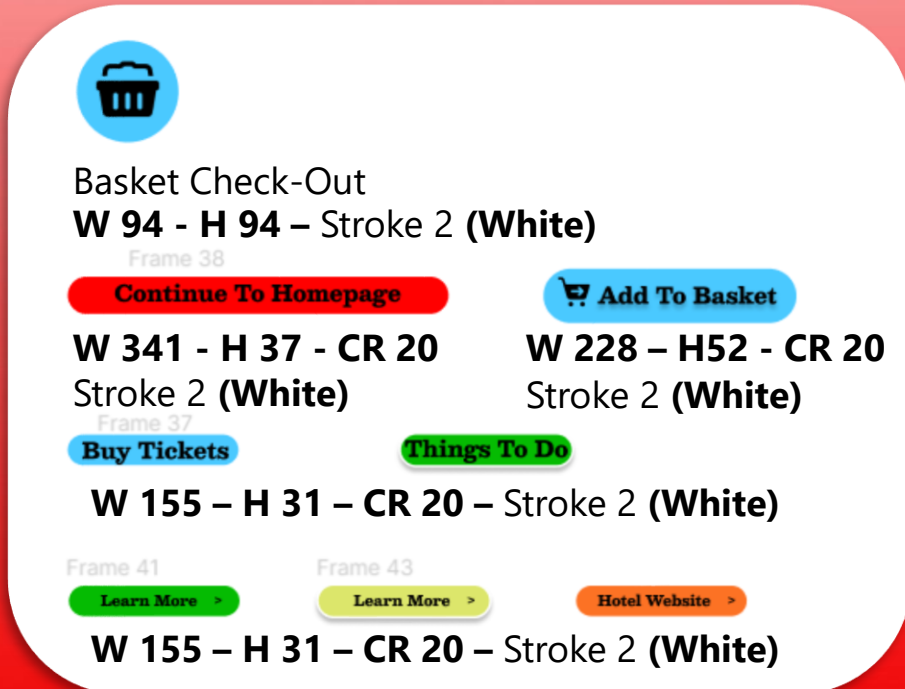 Basket Check-Out
W 94 - H 94 – Stroke 2 (White)
Frame 38
Continue To Homepage
Add To Basket
W 341 - H 37 - CR 20
W 228 – H52 - CR 20
Stroke 2 (White)
Stroke 2 (White)
Frame 37
Buy Tickets
Things To Do
W 155 – H 31 – CR 20 – Stroke 2 (White)
Frame 41
Frame 43
Learn More >
Learn More >
Hotel Website >
W 155 – H 31 – CR 20 – Stroke 2 (White)